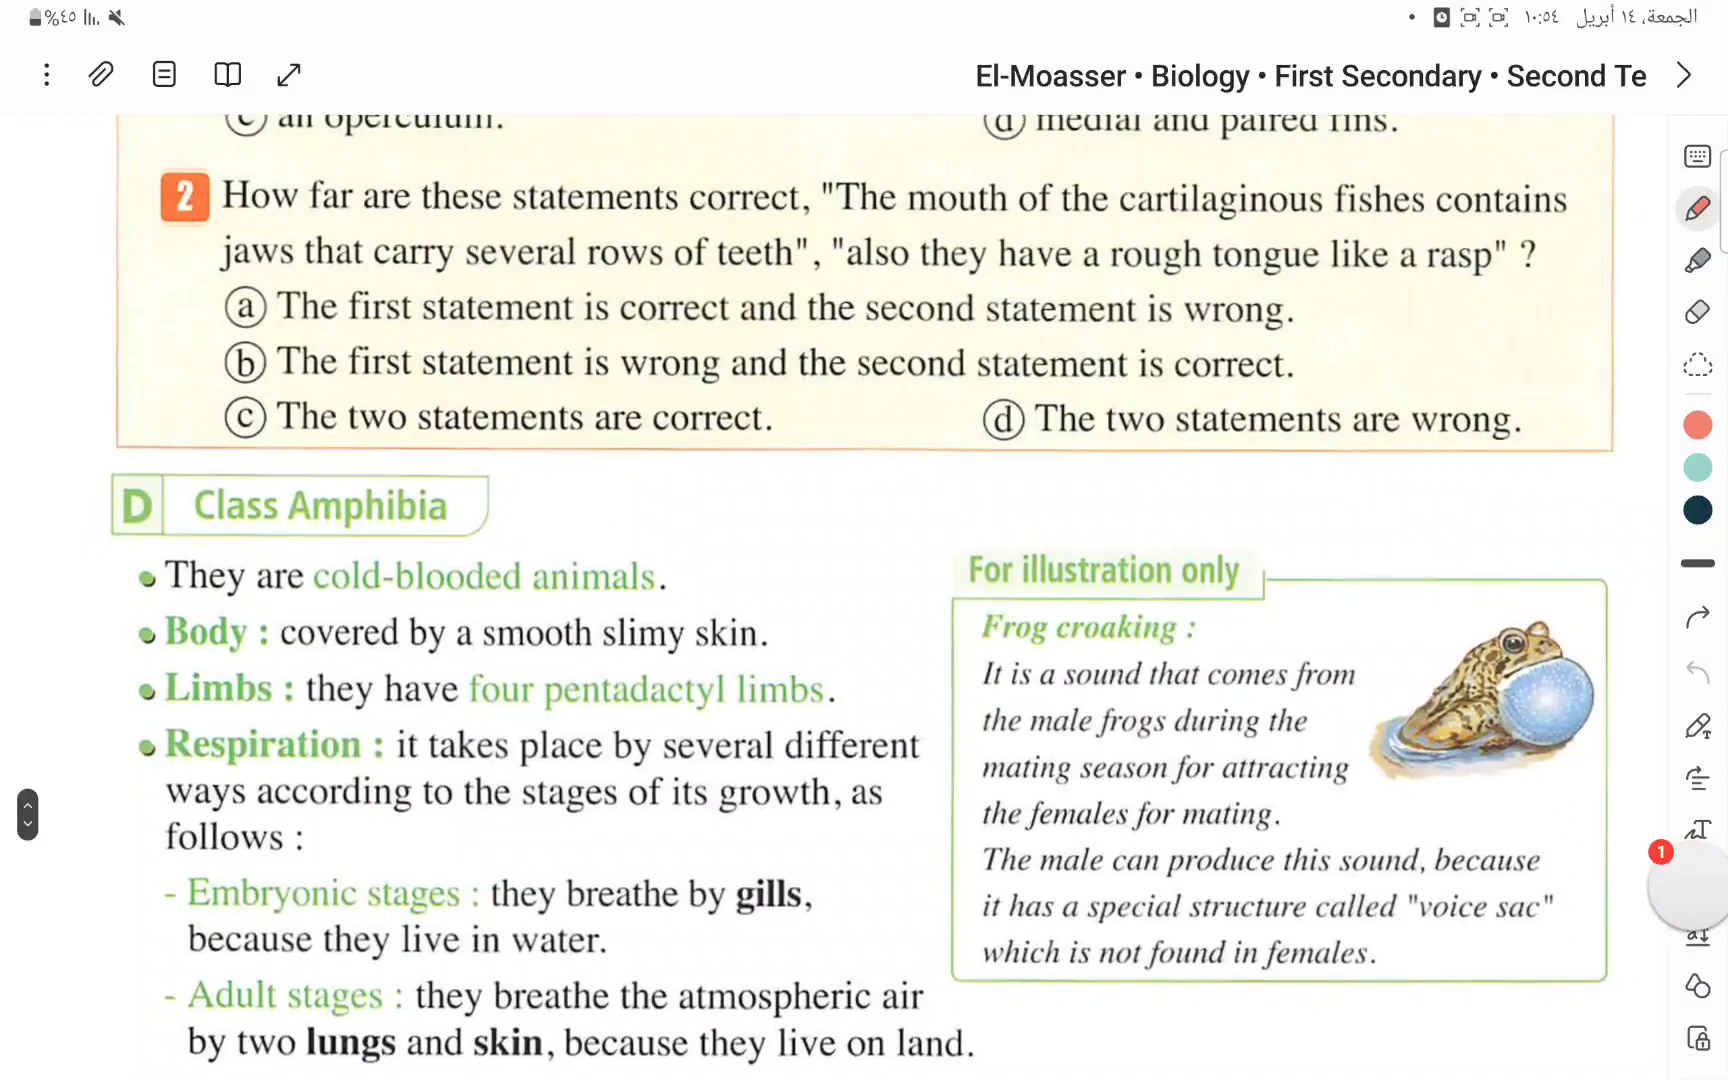 %٤٥
الجمعة، ١٤ أبريل ١٠:٥٤
El-Moasser • Biology • First Secondary • Second Te
c an operculum.
d medial and paired fins.
2 How far are these statements correct, "The mouth of the cartilaginous fishes contains
jaws that carry several rows of teeth", "also they have a rough tongue like a rasp" ?
a The first statement is correct and the second statement is wrong.
b The first statement is wrong and the second statement is correct.
c The two statements are correct.
d The two statements are wrong.
D Class Amphibia
• They are cold-blooded animals.
• Body : covered by a smooth slimy skin.
• Limbs : they have four pentadactyl limbs.
• Respiration : it takes place by several different
ways according to the stages of its growth, as
follows :
- Embryonic stages : they breathe by gills,
because they live in water.
- Adult stages : they breathe the atmospheric air
by two lungs and skin, because they live on land.
For illustration only
Frog croaking :
It is a sound that comes from
the male frogs during the
mating season for attracting
the females for mating.
The male can produce this sound, because
it has a special structure called "voice sac"
which is not found in females.
1